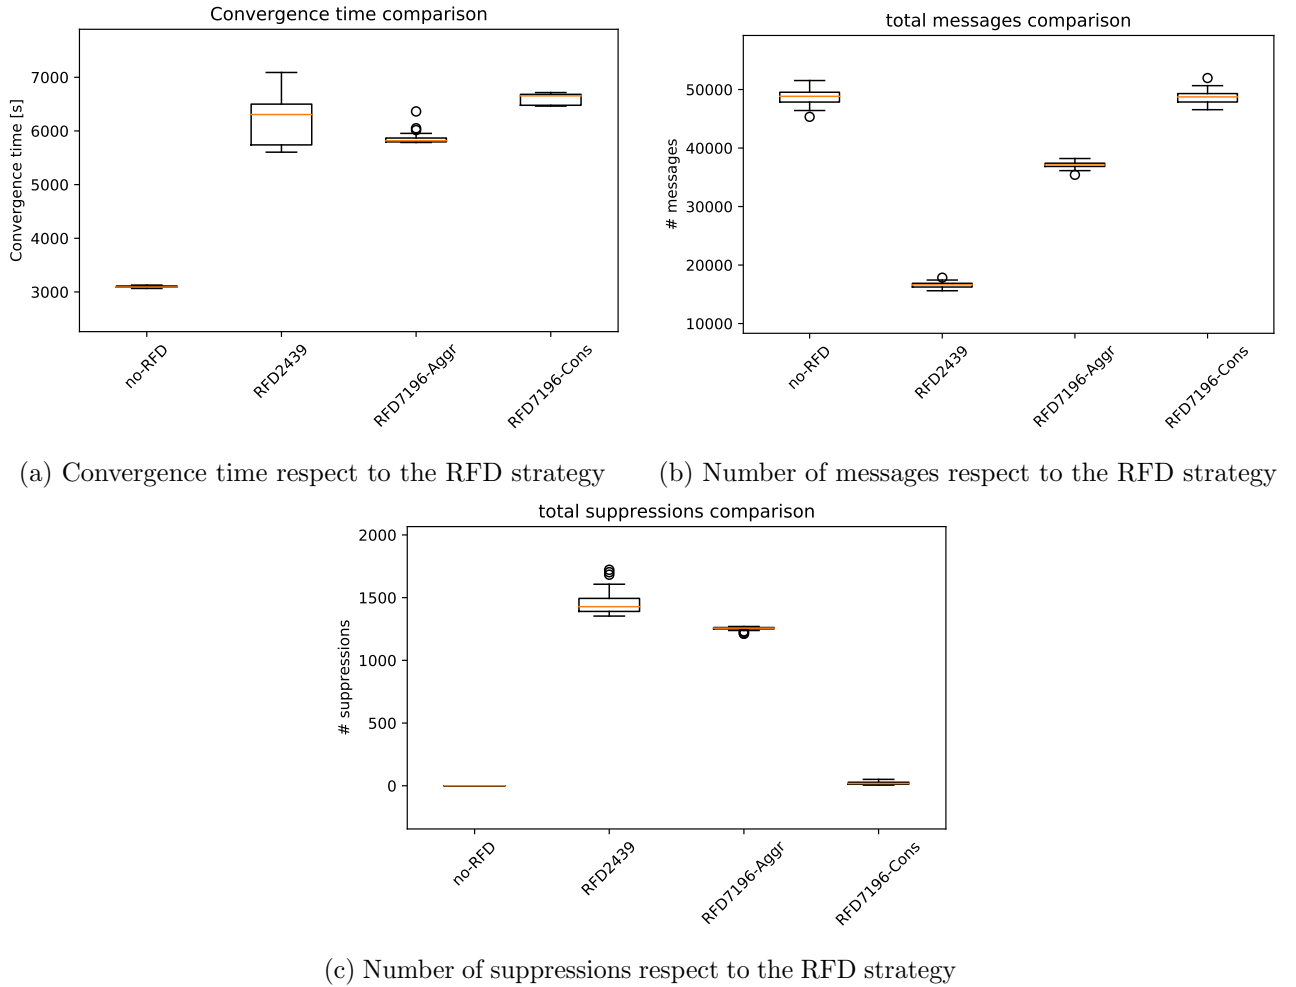 Convergence time comparison
Convergence time [s]
7000
6000
5000
4000
3000
no-RFD
RFD2439
RFD7196-Aggr
RFD7196-Cons
(a) Convergence time respect to the RFD strategy
total messages comparison
# messages
50000
40000
30000
20000
10000
no-RFD
RFD2439
RFD7196-Aggr
RFD7196-Cons
(b) Number of messages respect to the RFD strategy
total suppressions comparison
# suppressions
2000
1500
1000
500
0
no-RFD
RFD2439
RFD7196-Aggr
RFD7196-Cons
(c) Number of suppressions respect to the RFD strategy